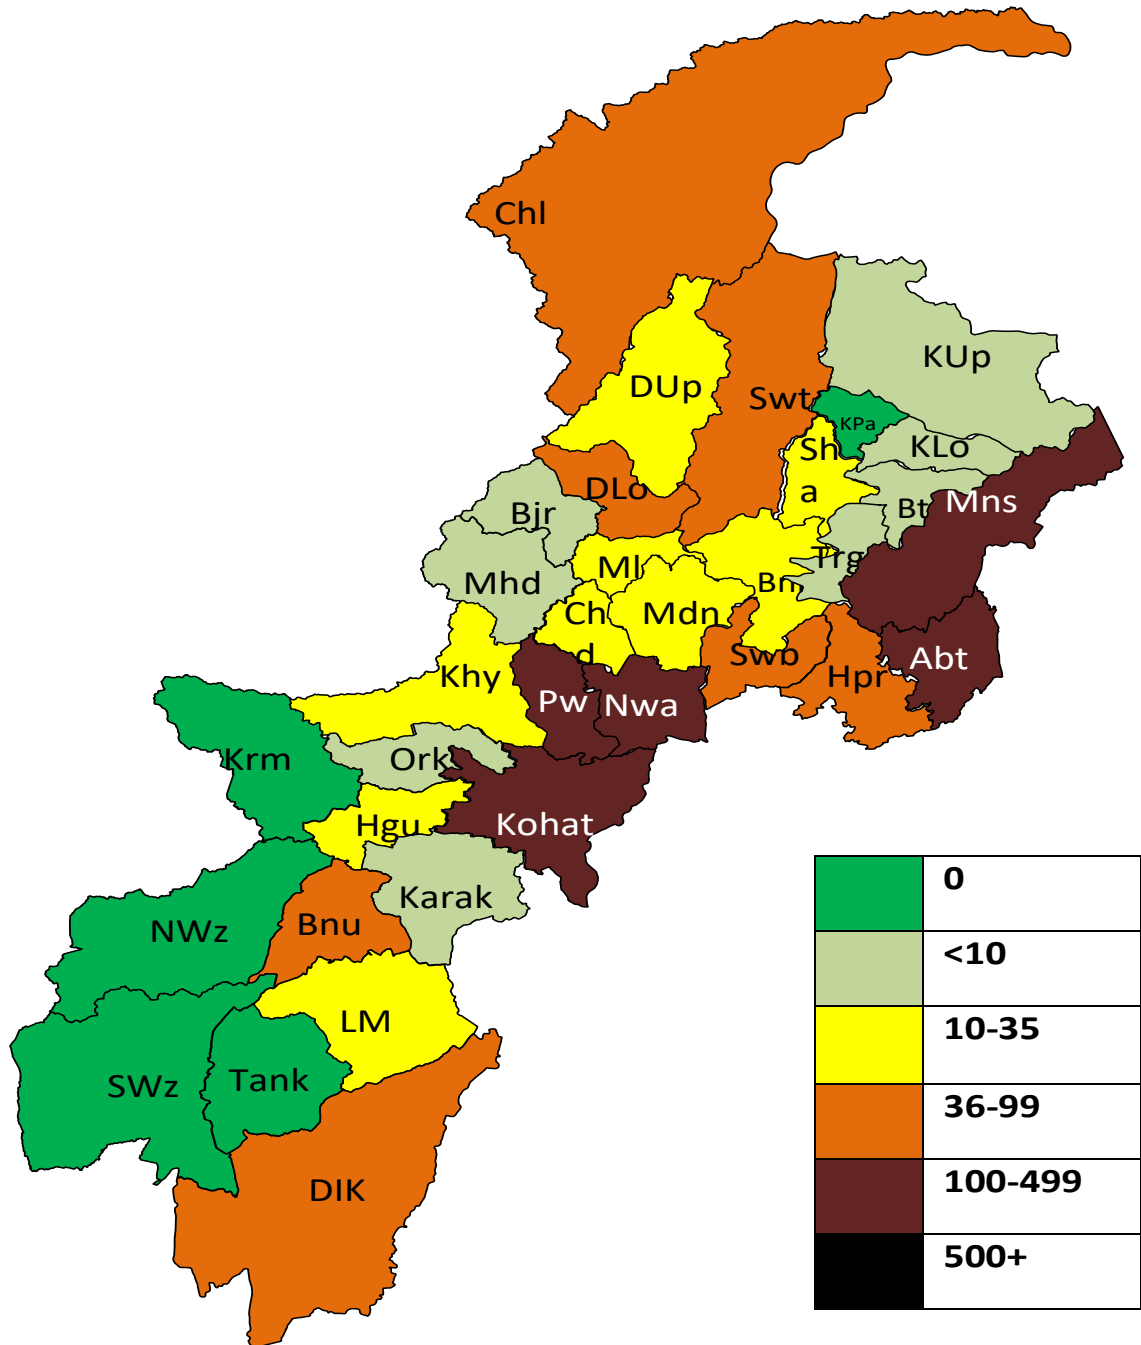 Chl
KUp
DUp
Swt
KPa
KLo
Sh
a
DLo
Mns
Bt
Bjr
Trg
Ml
Bn
Mhd
Ch
d
Mdn
Swb
Abt
Hpr
Khy
Pw
Nwa
Krm
Ork
Hgu
Kohat
Karak
Bnu
NWz
LM
Tank
SWz
DIK
0
<10
10-35
36-99
100-499
500+